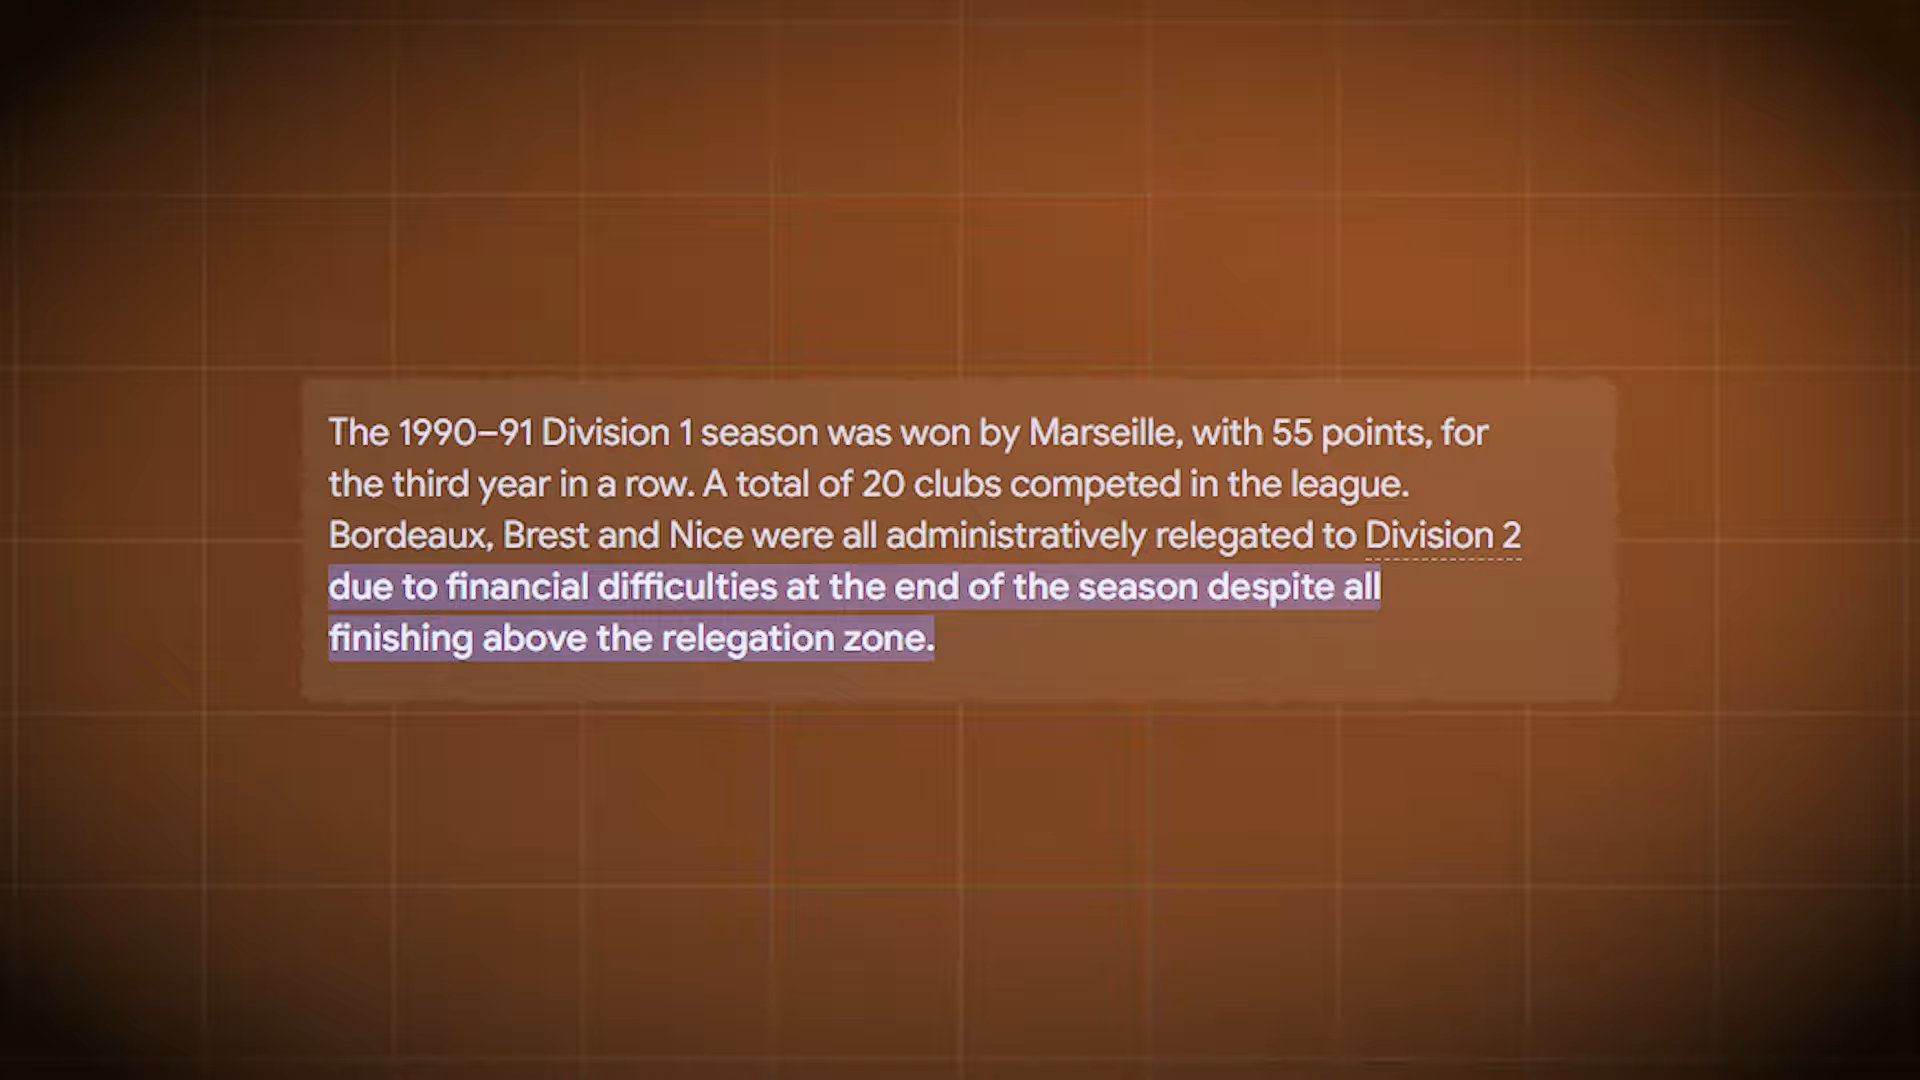 The 1990–91 Division 1 season was won by Marseille, with 55 points, for
the third year in a row. A total of 20 clubs competed in the league.
Bordeaux, Brest and Nice were all administratively relegated to Division 2
due to financial difficulties at the end of the season despite all
finishing above the relegation zone.